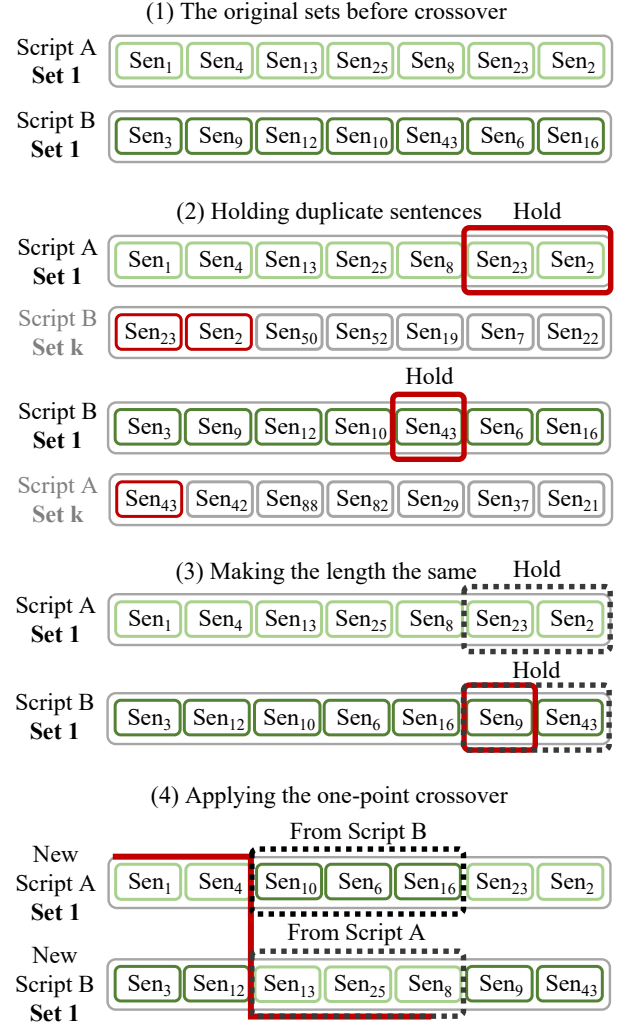 (1) The original sets before crossover
Script A
Set 1
Sen1 Sen4 Sen13 Sen25 Sen8 Sen23 Sen2
Script B
Set 1
Sen3 Sen9 Sen12 Sen10 Sen43 Sen6 Sen16
(2) Holding duplicate sentences Hold
Script A
Set 1
Sen1 Sen4 Sen13 Sen25 Sen8 Sen23 Sen2
Script B
Set k
Sen23 Sen2 Sen50 Sen52 Sen19 Sen7 Sen22
Hold
Script B
Set 1
Sen3 Sen9 Sen12 Sen10 Sen43 Sen6 Sen16
Script A
Set k
Sen43 Sen42 Sen88 Sen82 Sen29 Sen37 Sen21
(3) Making the length the same Hold
Script A
Set 1
Sen1 Sen4 Sen13 Sen25 Sen8 Sen23 Sen2
Hold
Script B
Set 1
Sen3 Sen12 Sen10 Sen6 Sen16 Sen9 Sen43
(4) Applying the one-point crossover
From Script B
New
Script A
Set 1
Sen1 Sen4 Sen10 Sen6 Sen16 Sen23 Sen2
From Script A
New
Script B
Set 1
Sen3 Sen12 Sen13 Sen25 Sen8 Sen9 Sen43